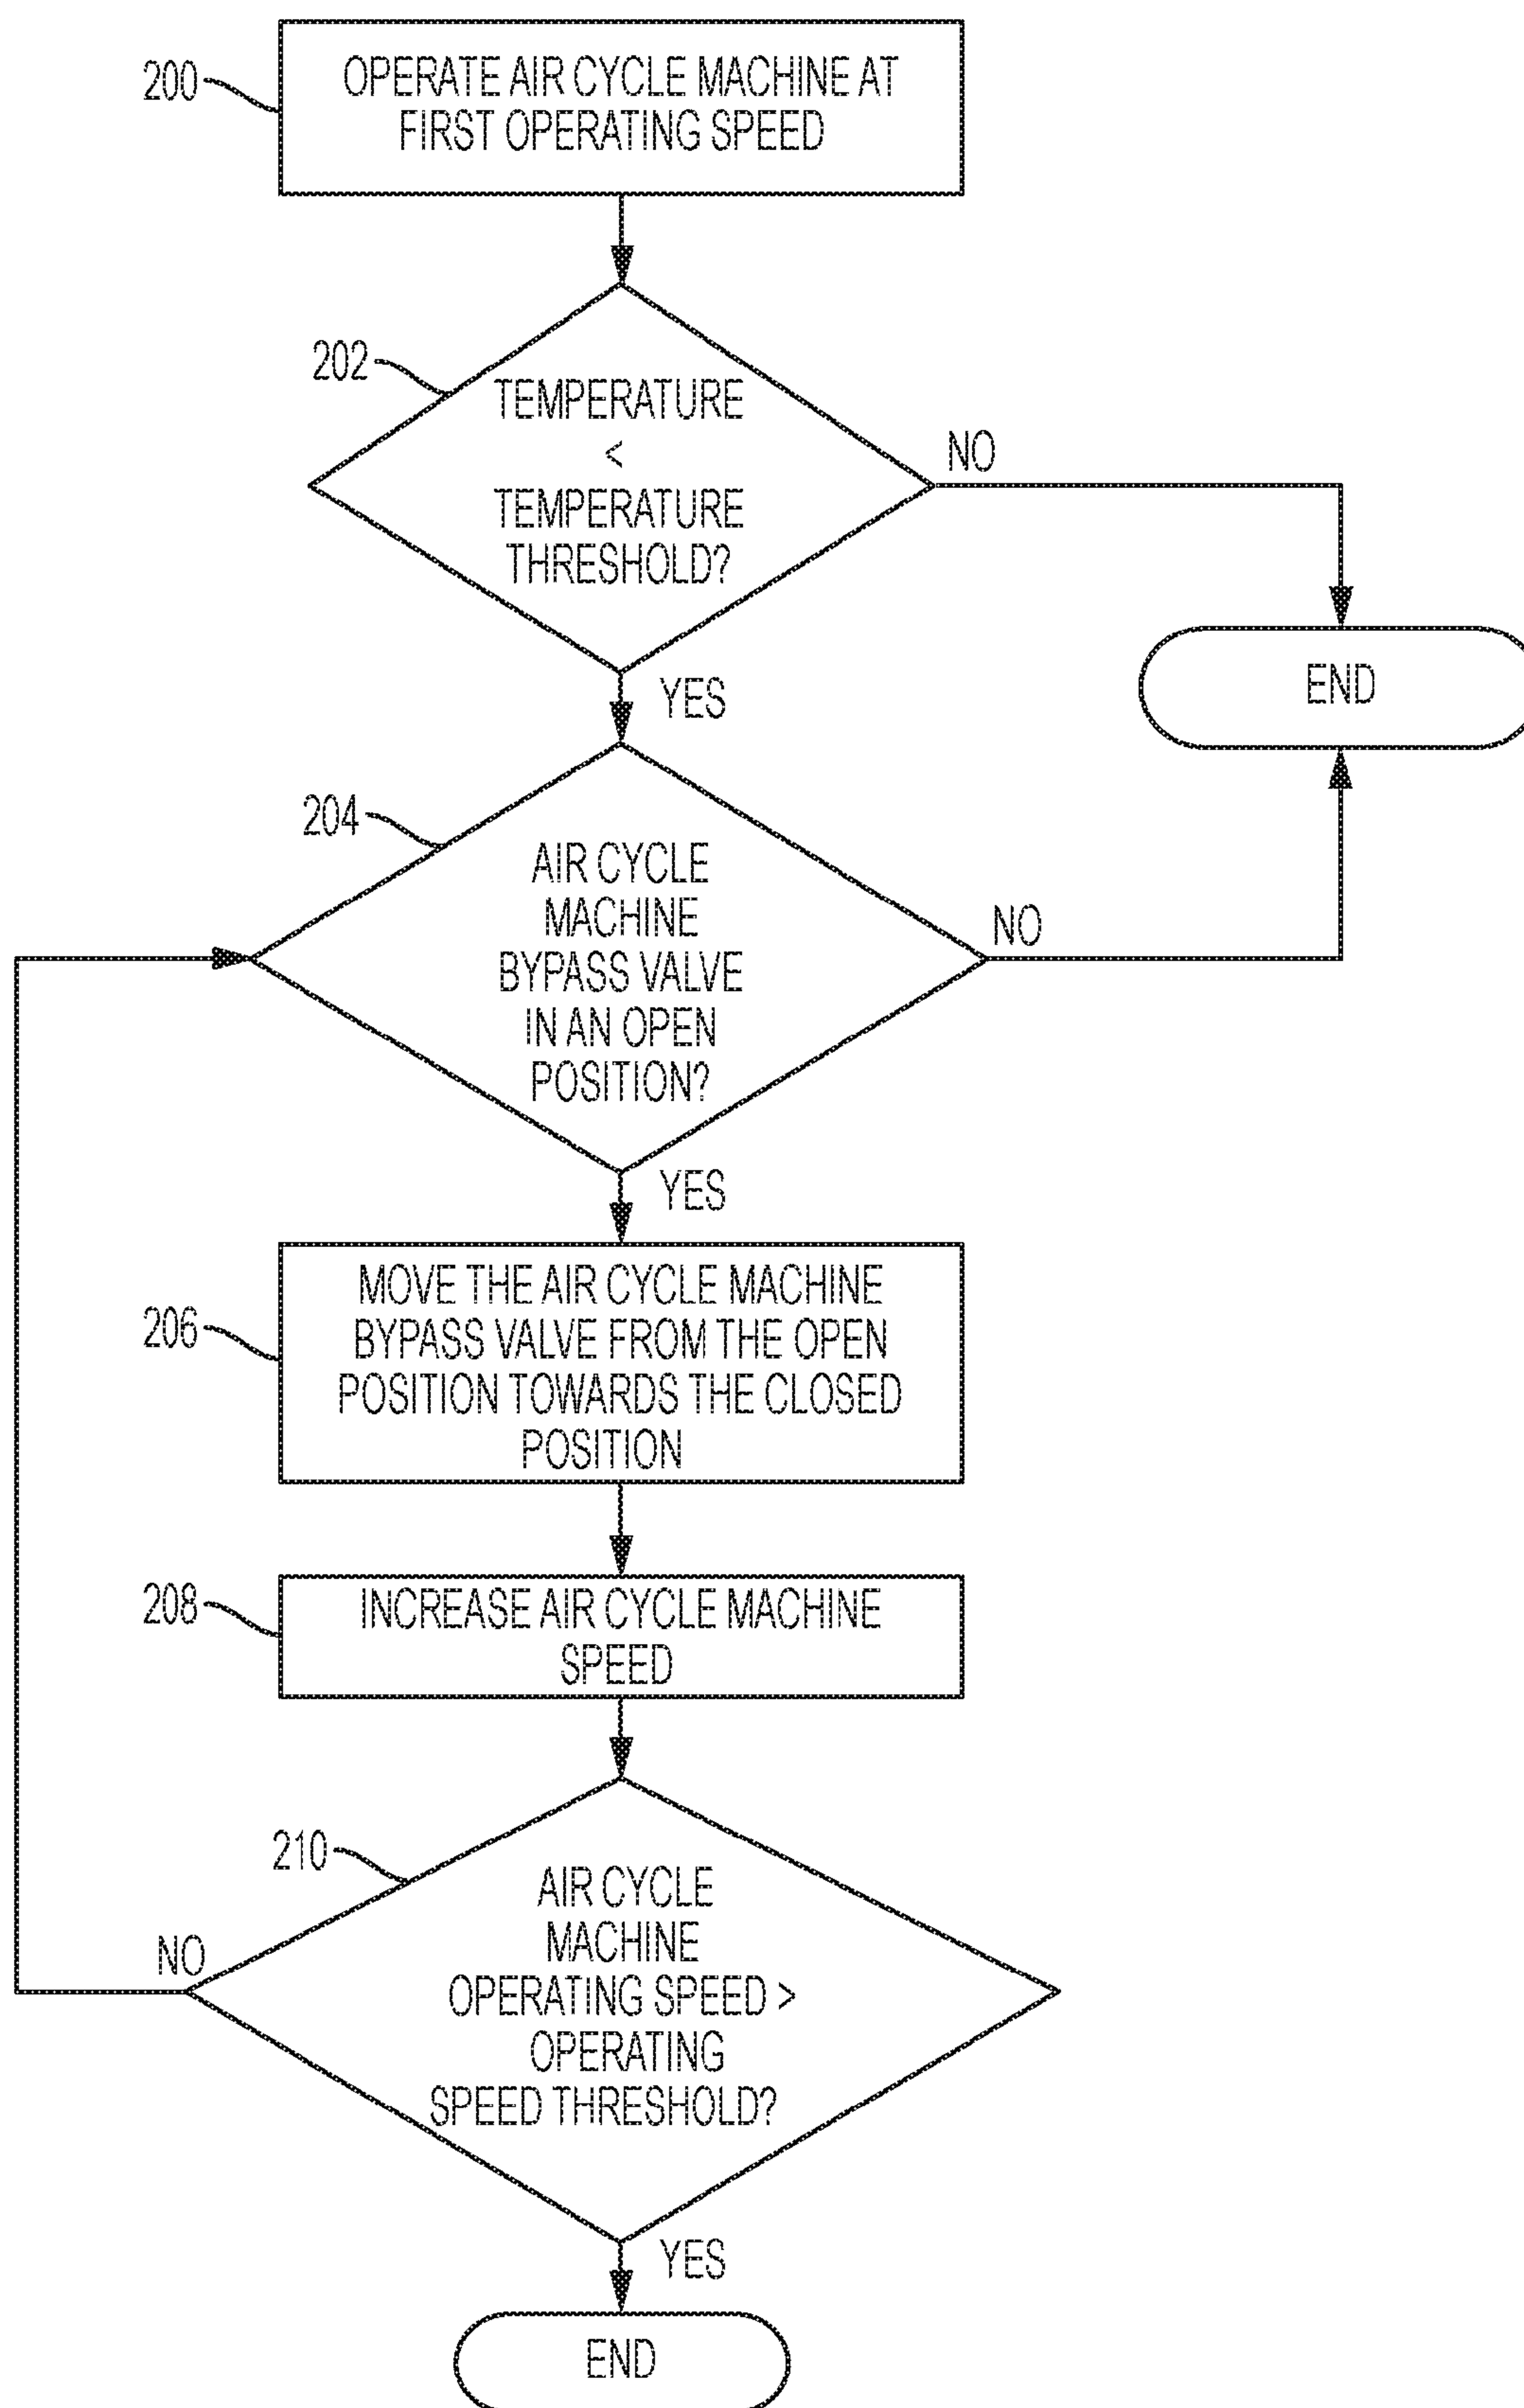 200
OPERATE AIR CYCLE MACHINE AT
FIRST OPERATING SPEED
202
TEMPERATURE
<
TEMPERATURE
THRESHOLD?
NO
YES
END
204
AIR CYCLE
MACHINE
BYPASS VALVE
IN AN OPEN
POSITION?
NO
YES
206
MOVE THE AIR CYCLE MACHINE
BYPASS VALVE FROM THE OPEN
POSITION TOWARDS THE CLOSED
POSITION
208
INCREASE AIR CYCLE MACHINE
SPEED
210
AIR CYCLE
MACHINE
OPERATING SPEED >
OPERATING
SPEED THRESHOLD?
NO
YES
END